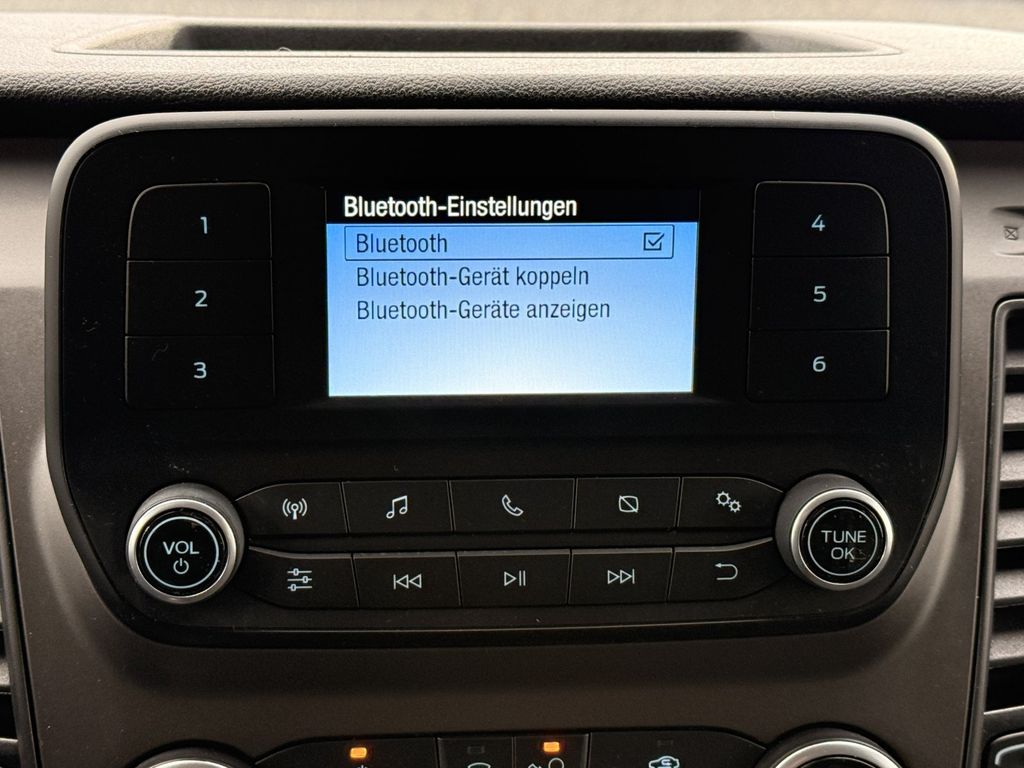 Bluetooth-Einstellungen
Bluetooth
Bluetooth-Gerät koppeln
Bluetooth-Geräte anzeigen
1
2
3
4
5
6
VOL
TUNE
OK